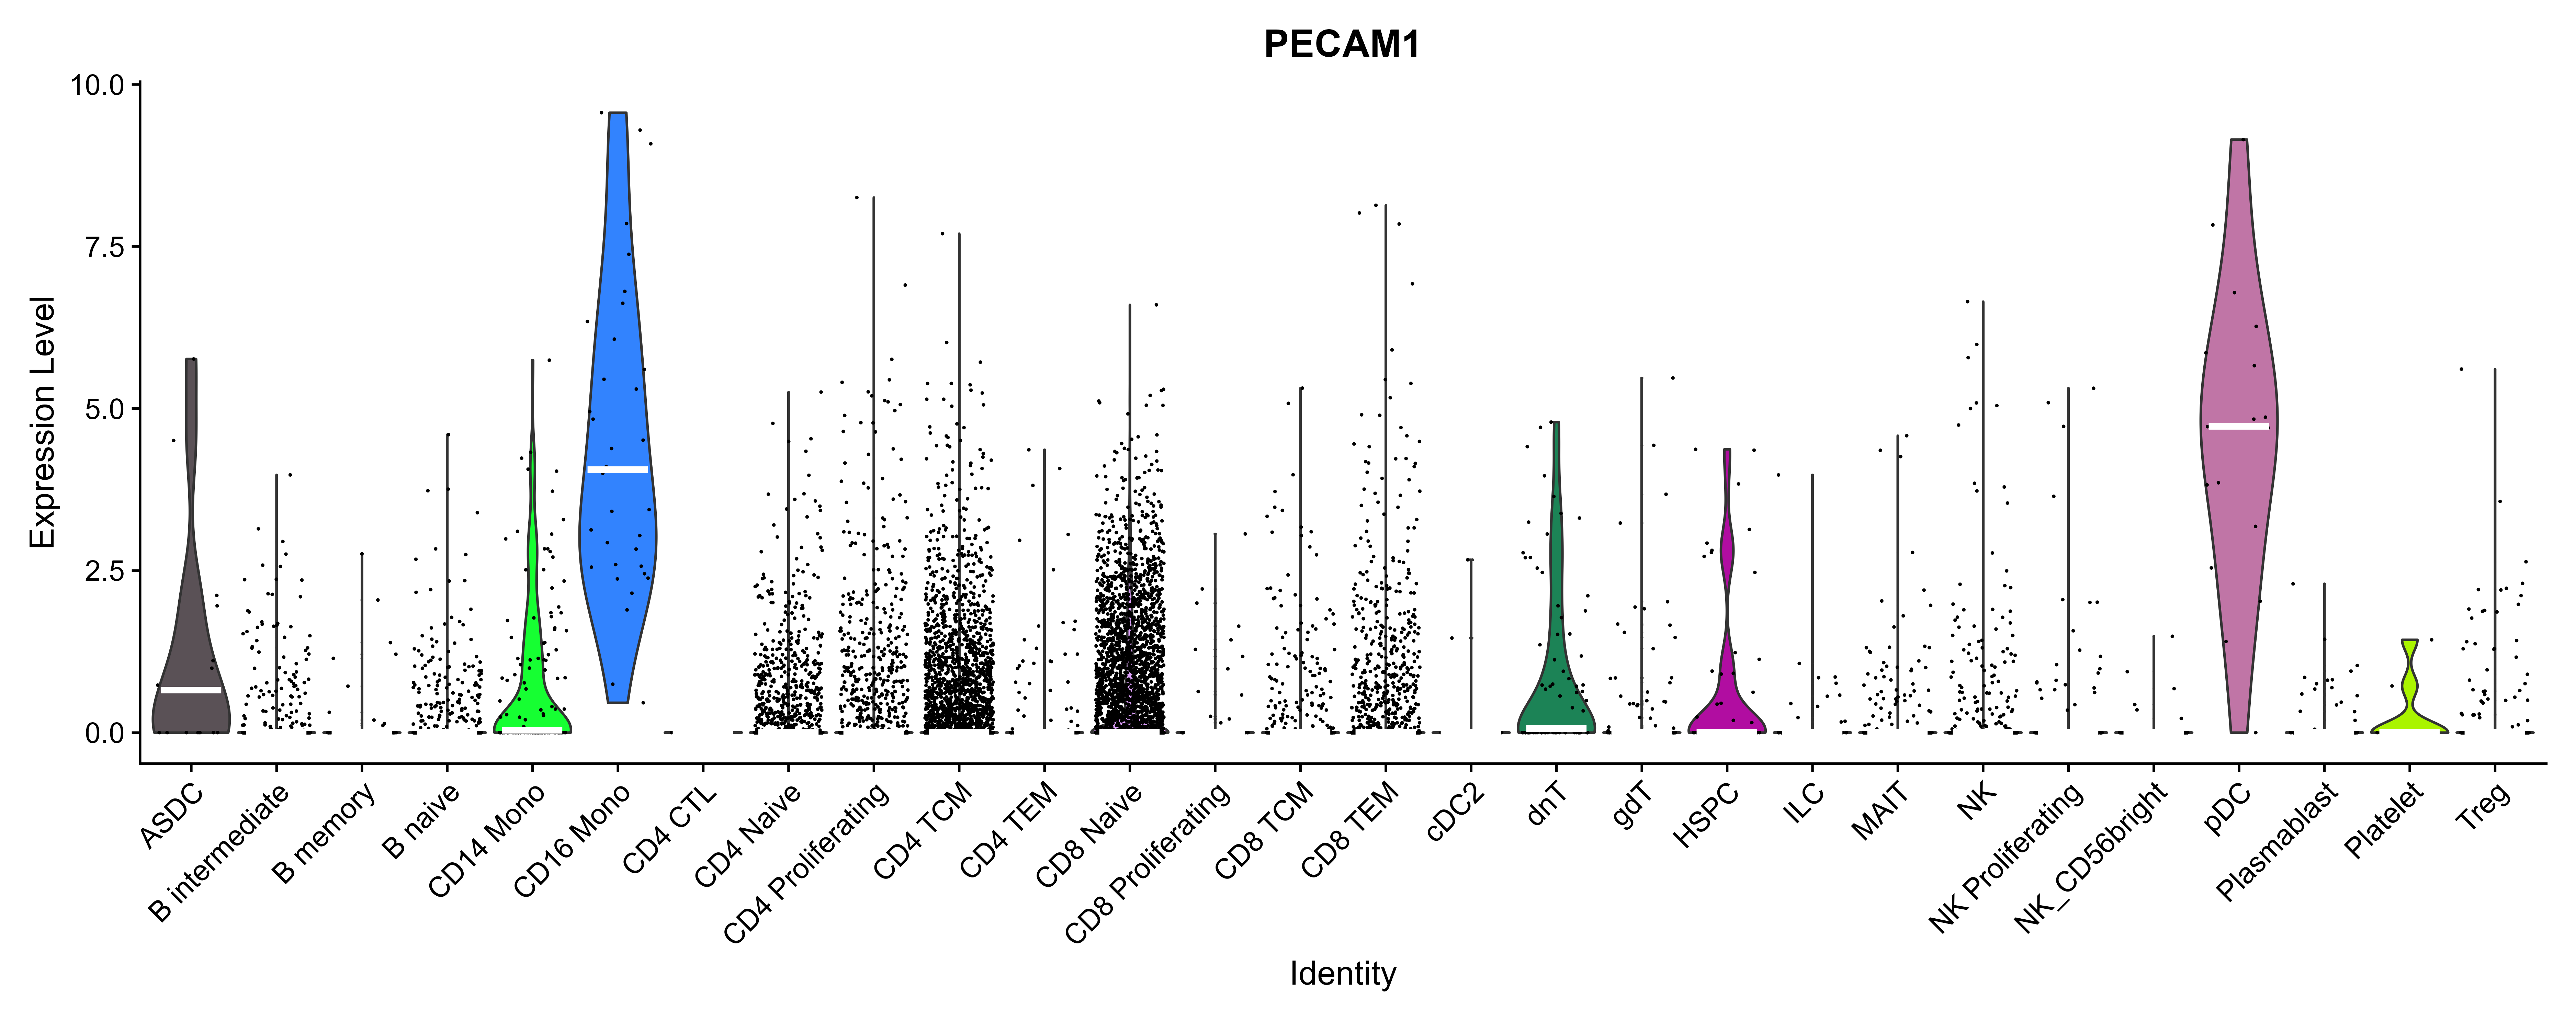 PECAM1
Expression Level
10.0
7.5
5.0
2.5
0.0
ASDC
B intermediate
B memory
B naive
CD14 Mono
CD16 Mono
CD4 CTL
CD4 Naive
CD4 Proliferating
CD4 TCM
CD4 TEM
CD8 Naive
CD8 Proliferating
CD8 TCM
CD8 TEM
cDC2
dnT
gdT
HSPC
ILC
MAIT
NK
NK Proliferating
NK_CD56bright
pDC
Plasmablast
Platelet
Treg
Identity